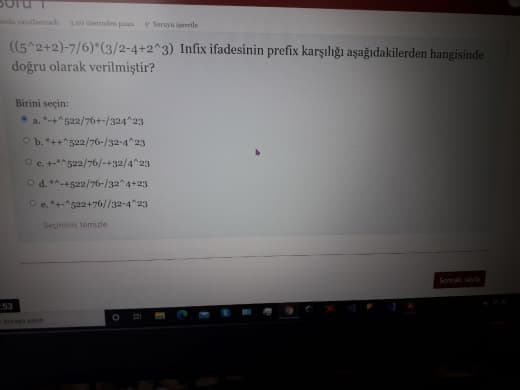 Soru 1
3,00 üzerinden puan Soruyu işaretle
((5^2+2)-7/6)*(3/2-4+2^3) Infix ifadesinin prefix karşılığı aşağıdakilerden hangisinde
doğru olarak verilmiştir?
Birini seçin:
a. *-+^522/76+-/324^23
b. *++^522/76-/32-4^23
c. +-*^522/76/-+32/4^23
d. *^-+522/76-/32^4+23
e. *+-^522+76//32-4^23
Seçimimi temizle
Sonraki sayfa
:53